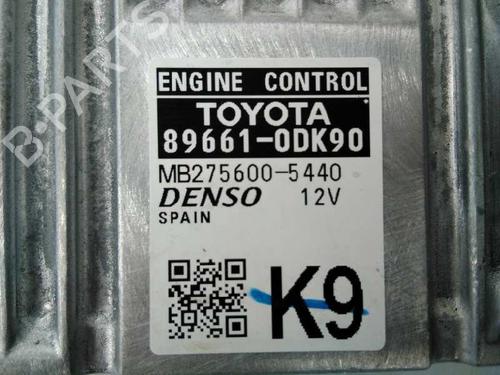 B-PARTS
ENGINE CONTROL
TOYOTA
89661-0DK90
MB275600-5440
DENSO 12V
SPAIN
K9